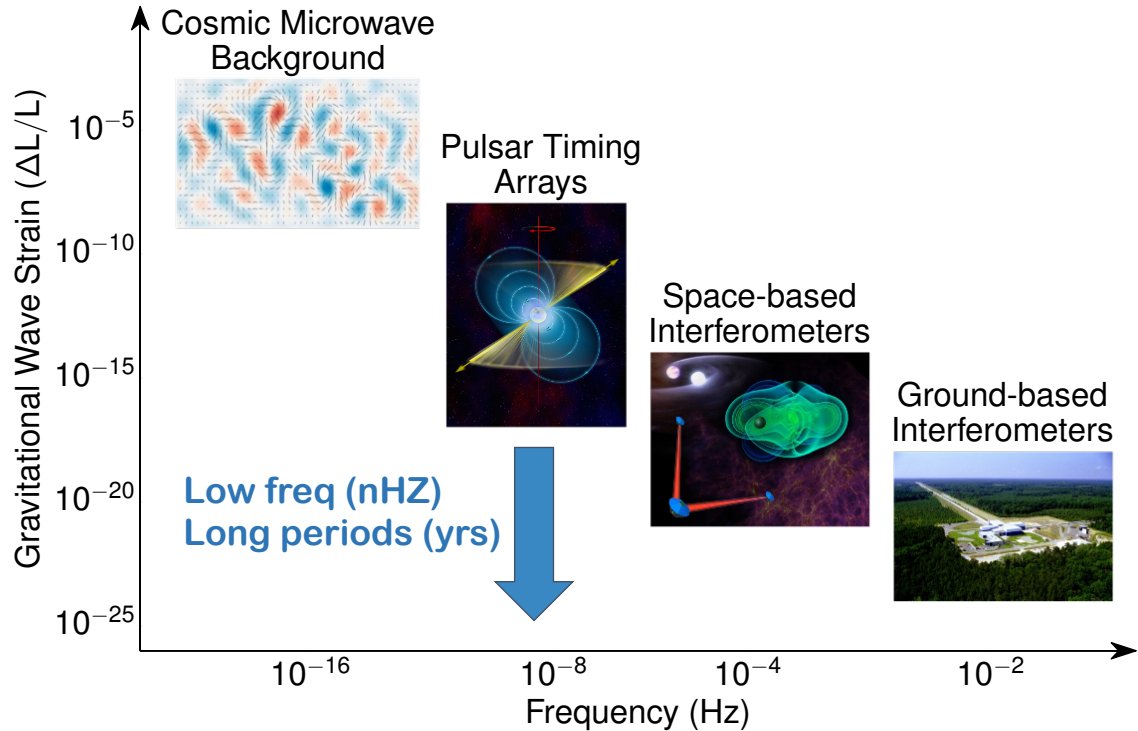 Cosmic Microwave
Background
Pulsar Timing
Arrays
Space-based
Interferometers
Ground-based
Interferometers
Low freq (nHZ)
Long periods (yrs)
Gravitational Wave Strain (ΔL/L)
10⁻⁵
10⁻¹⁰
10⁻¹⁵
10⁻²⁰
10⁻²⁵
10⁻¹⁶ 10⁻⁸ 10⁻⁴ 10⁻²
Frequency (Hz)